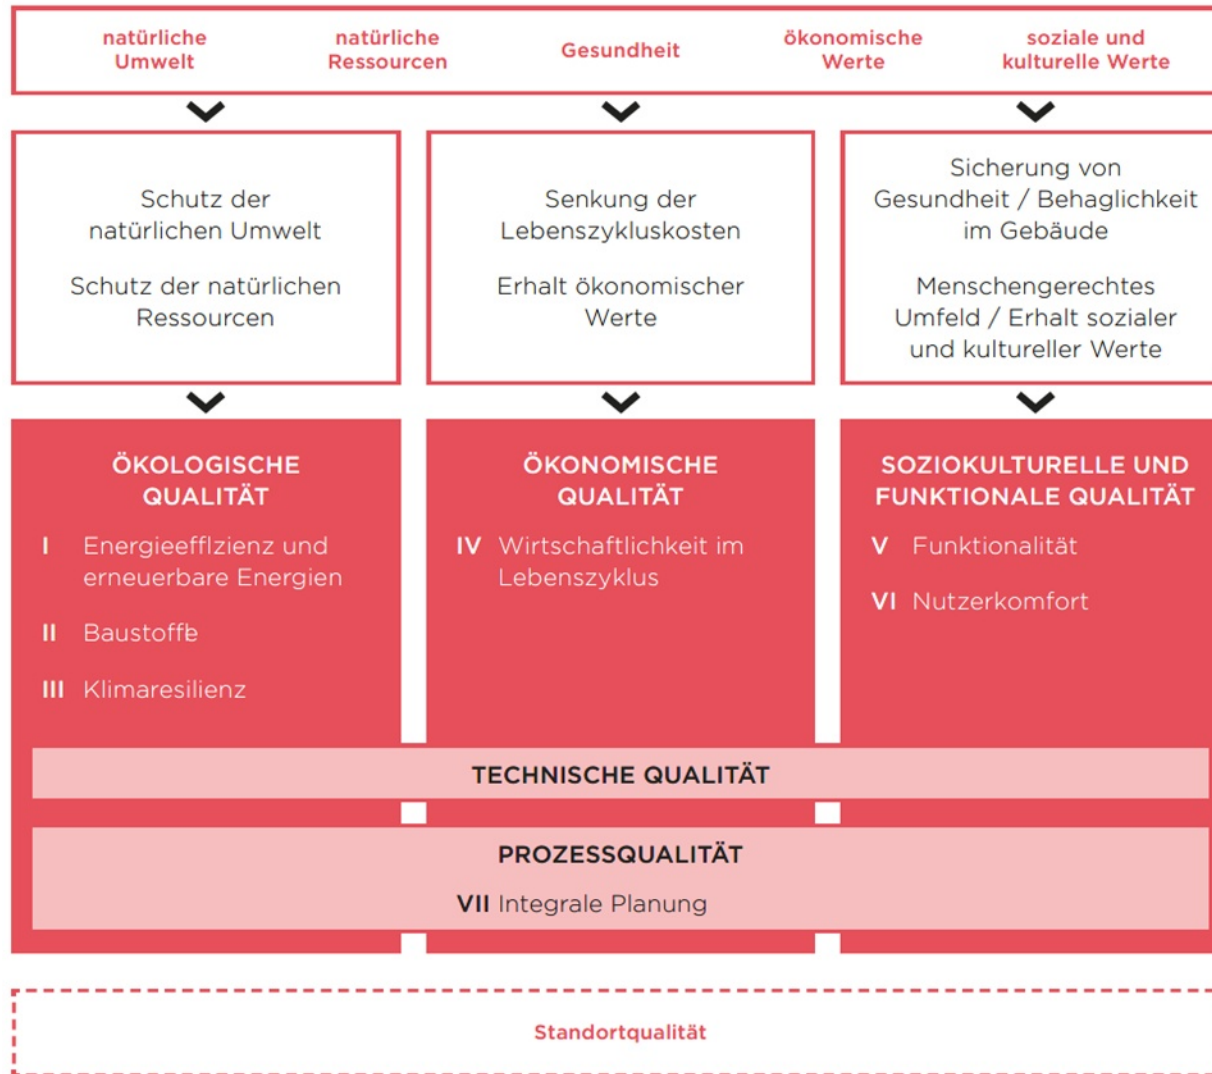 natürliche
Umwelt
natürliche
Ressourcen
Gesundheit
ökonomische
Werte
soziale und
kulturelle Werte
Schutz der
natürlichen Umwelt
Schutz der natürlichen
Ressourcen
Senkung der
Lebenszykluskosten
Erhalt ökonomischer
Werte
Sicherung von
Gesundheit / Behaglichkeit
im Gebäude
Menschengerechtes
Umfeld / Erhalt sozialer
und kultureller Werte
ÖKOLOGISCHE
QUALITÄT
I Energieefflzienz und
erneuerbare Energien
II Baustoffe
III Klimaresilienz
ÖKONOMISCHE
QUALITÄT
IV Wirtschaftlichkeit im
Lebenszyklus
SOZIOKULTURELLE UND
FUNKTIONALE QUALITÄT
V Funktionalität
VI Nutzerkomfort
TECHNISCHE QUALITÄT
PROZESSQUALITÄT
VII Integrale Planung
Standortqualität